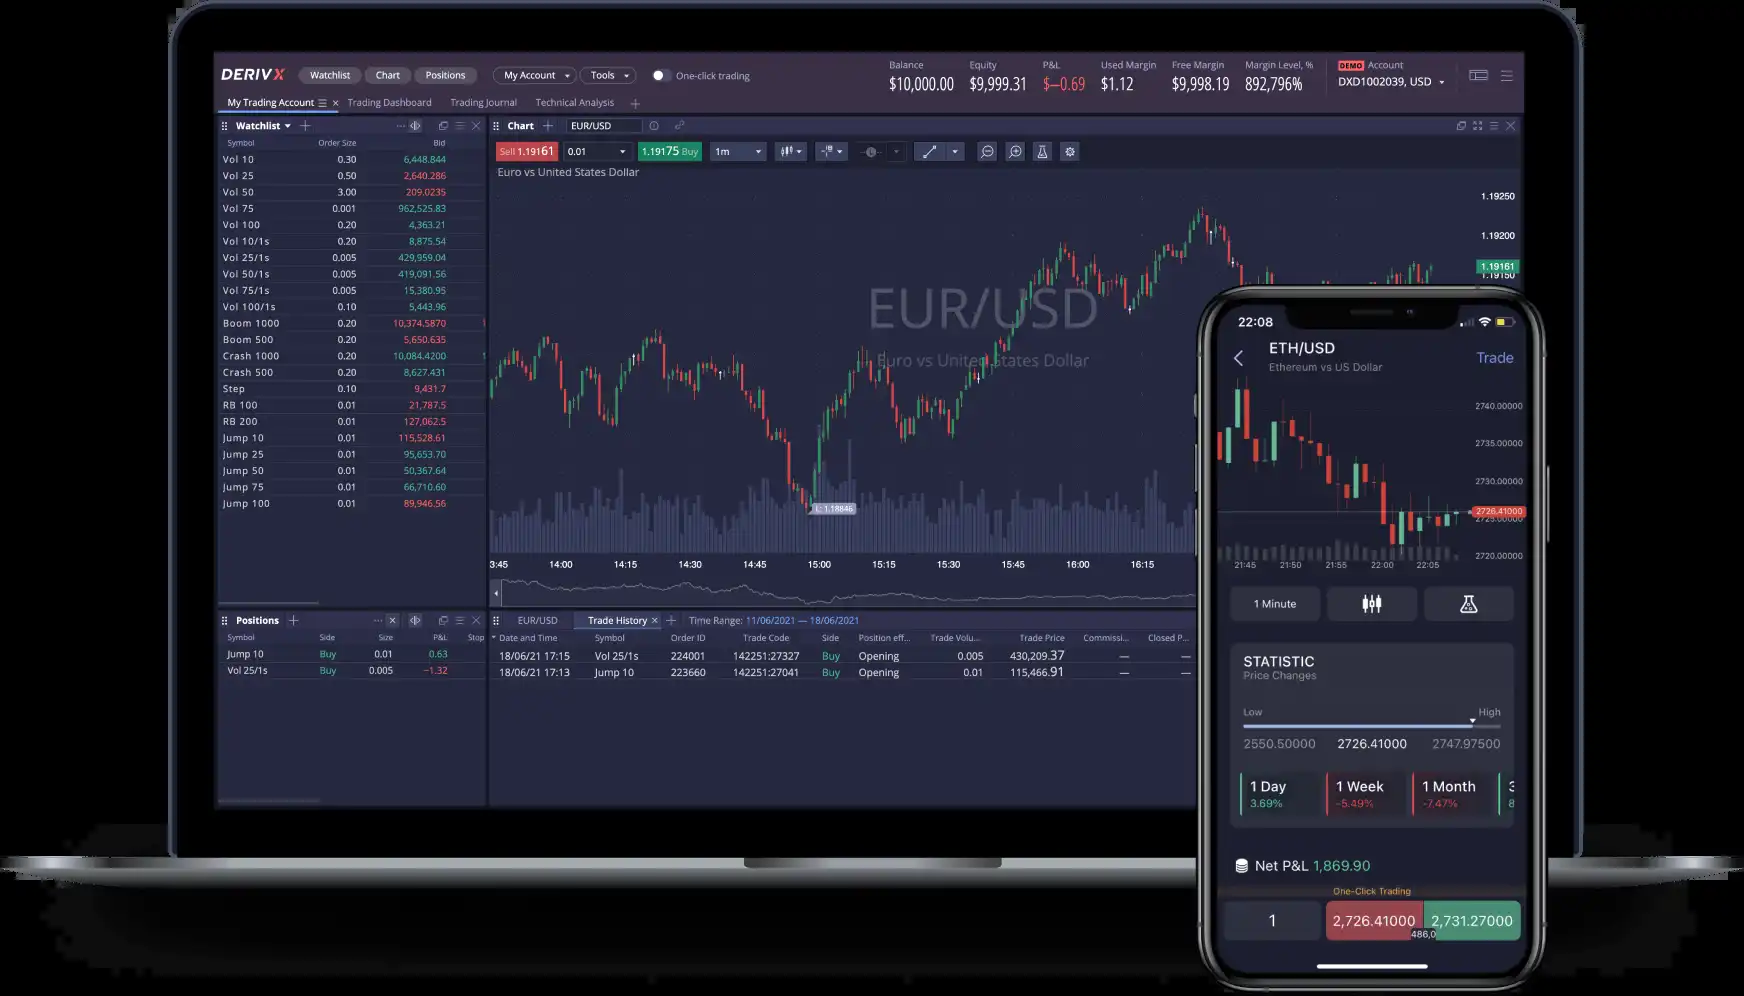 DERIV X Watchlist Chart Positions My Account Tools One-click trading
Balance Equity P&L Used Margin Free Margin Margin Level, % DEMO Account
$10,000.00 $9,999.31 $−0.69 $1.12 $9,998.19 892,796% DXD1002039, USD
My Trading Account Trading Dashboard Trading Journal Technical Analysis
Watchlist
Symbol Order Size Bid
Vol 10 0.30 6,448.844
Vol 25 0.50 2,640.286
Vol 50 3.00 209.0235
Vol 75 0.001 962,525.83
Vol 100 0.20 4,363.21
Vol 10/1s 0.20 8,875.54
Vol 25/1s 0.005 429,959.04
Vol 50/1s 0.005 419,091.56
Vol 75/1s 0.005 15,380.95
Vol 100/1s 0.10 5,443.96
Boom 1000 0.20 10,374.5870
Boom 500 0.20 5,650.635
Crash 1000 0.20 10,084.4200
Crash 500 0.20 8,627.431
Step 0.10 9,431.7
RB 100 0.01 21,787.5
RB 200 0.01 127,062.5
Jump 10 0.01 115,528.61
Jump 25 0.01 95,653.70
Jump 50 0.01 50,367.64
Jump 75 0.01 66,710.60
Jump 100 0.01 89,946.56
Chart EUR/USD
Sell 1.19161 0.01 1.19175 Buy 1m
Euro vs United States Dollar
1.19250
1.19200
1.19161
1.19150
EUR/USD
Euro vs United States Dollar
L: 1.18846
3:45 14:00 14:15 14:30 14:45 15:00 15:15 15:30 15:45 16:00 16:15
Positions
Symbol Side Size P&L Stop
Jump 10 Buy 0.01 0.63
Vol 25/1s Buy 0.005 −1.32
EUR/USD Trade History Time Range: 11/06/2021 — 18/06/2021
Date and Time Symbol Order ID Trade Code Side Position eff... Trade Volu... Trade Price Commissi... Closed P...
18/06/21 17:15 Vol 25/1s 224001 142251:27327 Buy Opening 0.005 430,209.37 — —
18/06/21 17:13 Jump 10 223660 142251:27041 Buy Opening 0.01 115,466.91 — —
22:08
ETH/USD
Ethereum vs US Dollar
Trade
2740.00000
2735.00000
2730.00000
2726.41000
2725.00000
2720.00000
21:45 21:50 21:55 22:00 22:05
1 Minute
STATISTIC
Price Changes
Low High
2550.50000 2726.41000 2747.97500
1 Day 1 Week 1 Month 3
3.69% -5.49% -7.47% 8
Net P&L 1,869.90
One-Click Trading
1 2,726.41000 2,731.27000
486,0